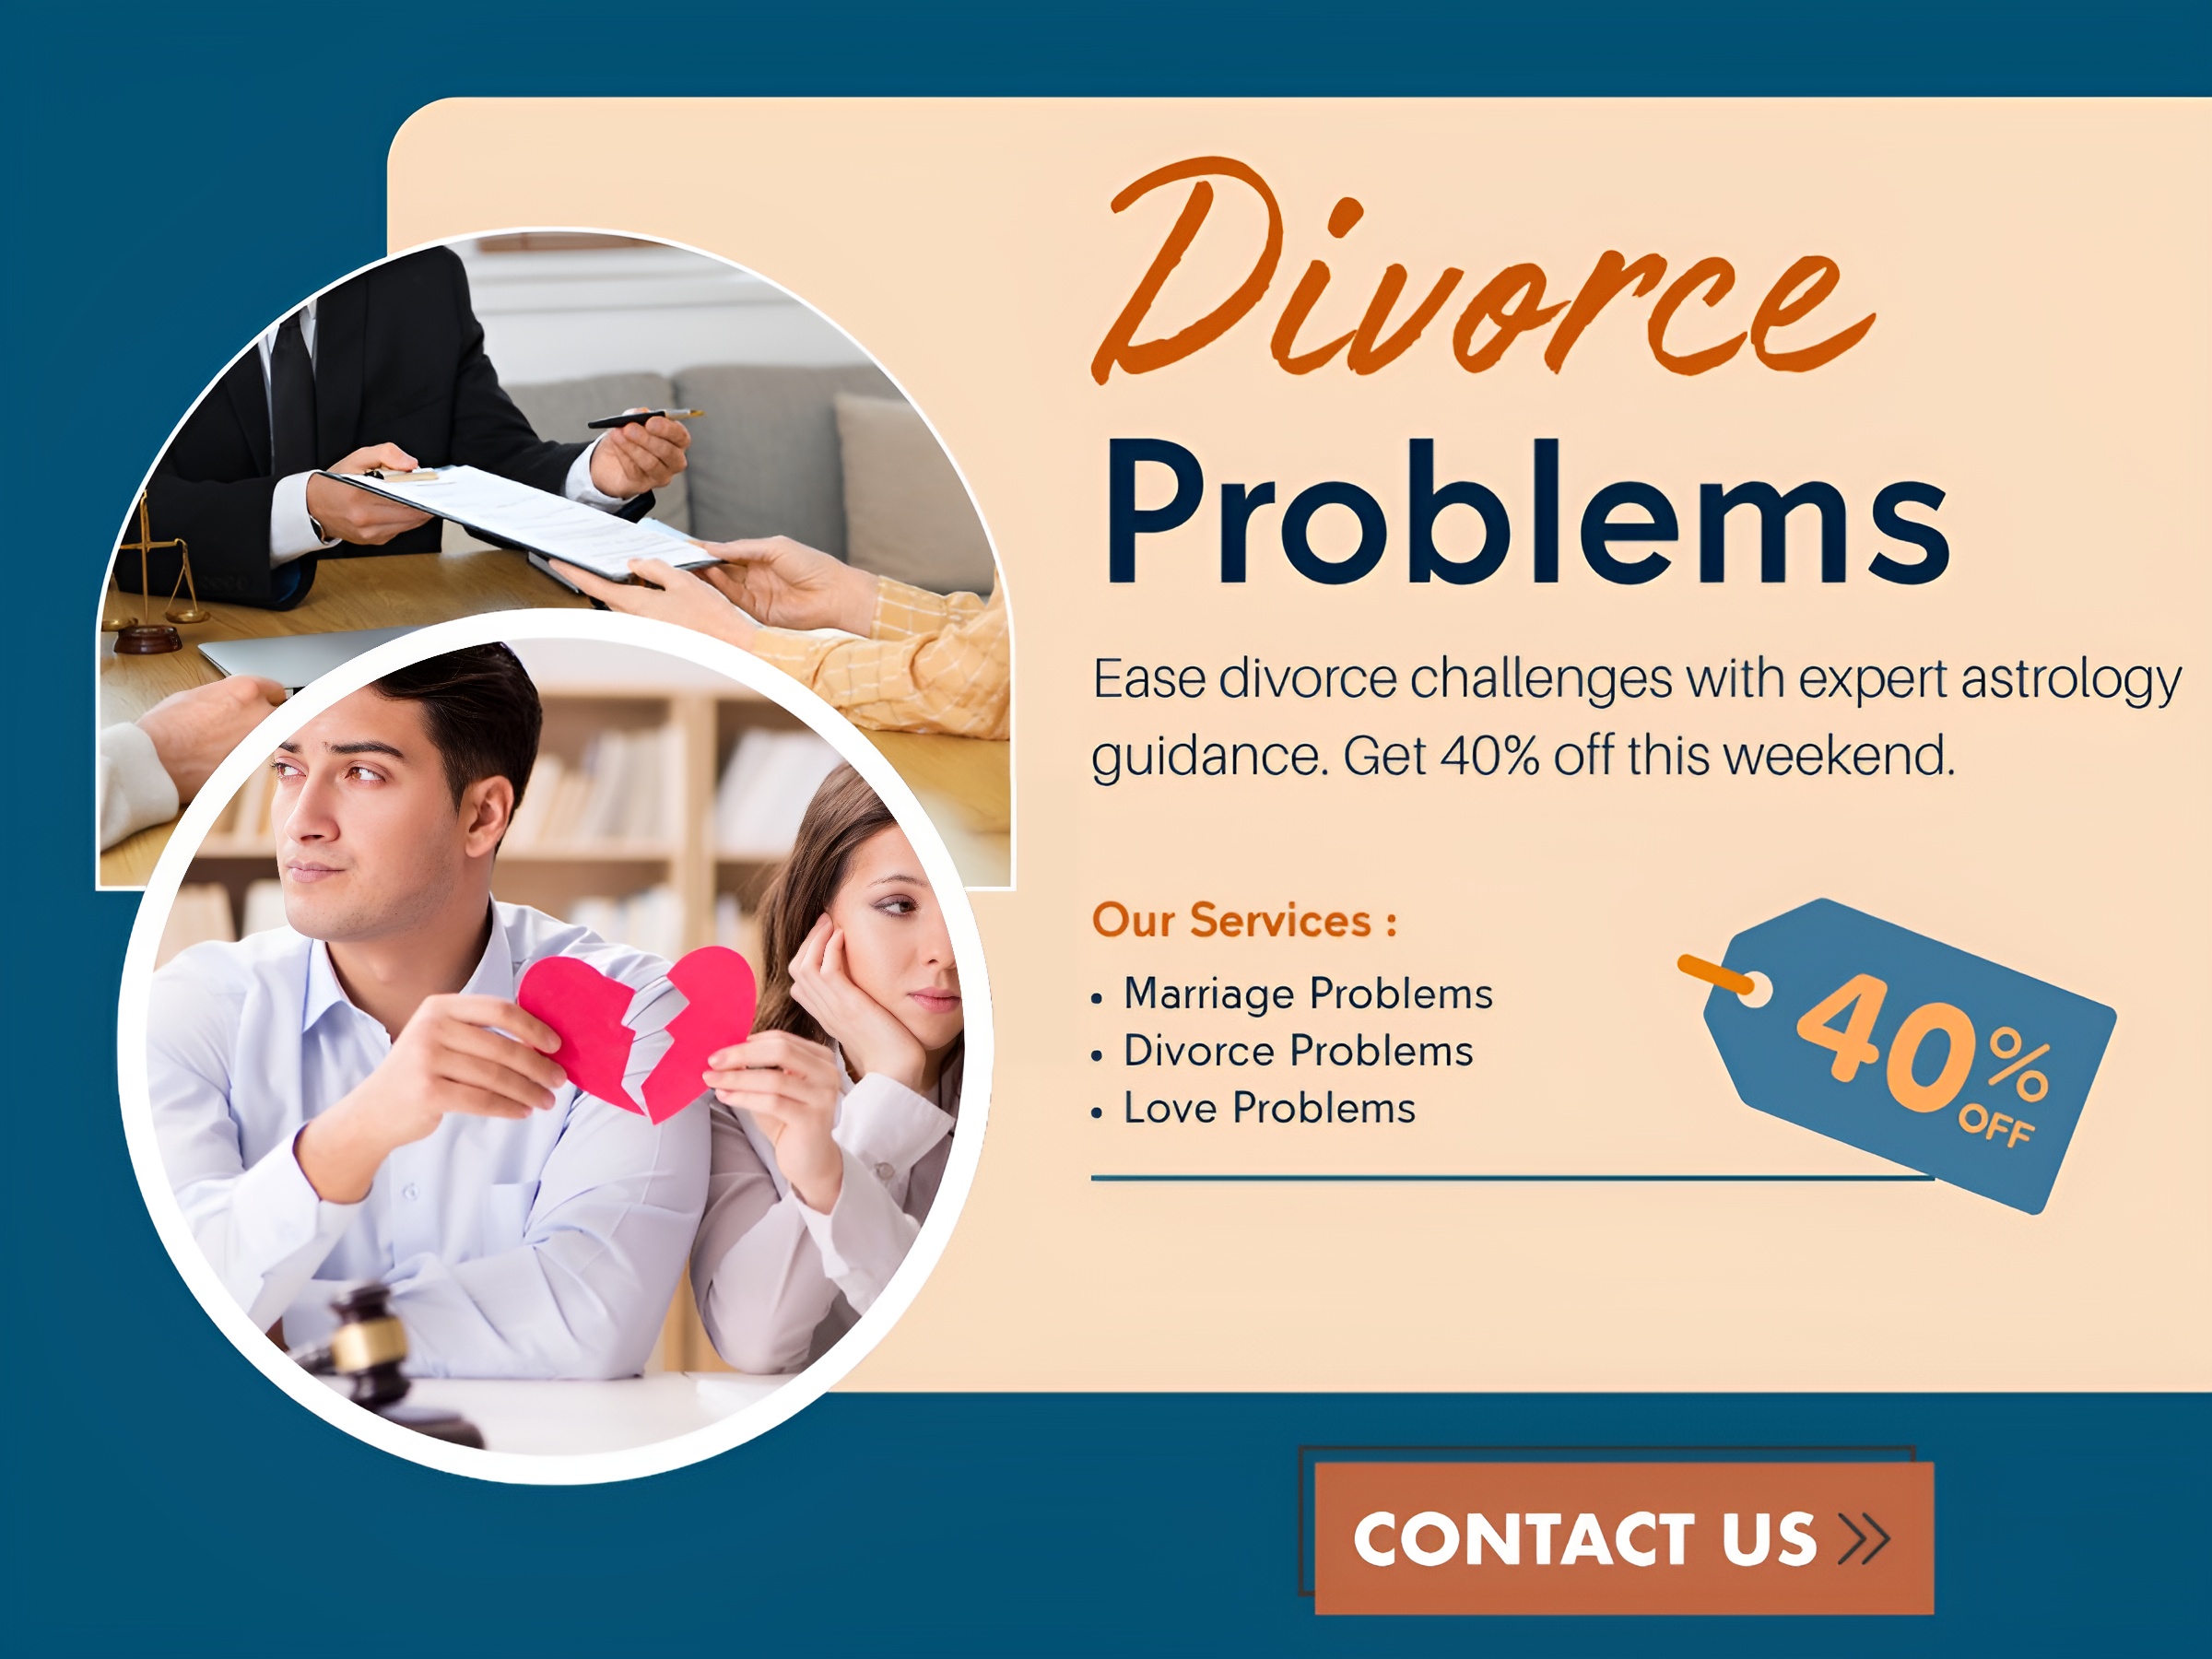 Divorce
Problems
Ease divorce challenges with expert astrology
guidance. Get 40% off this weekend.
Our Services :
• Marriage Problems
• Divorce Problems
• Love Problems
40%
OFF
CONTACT US